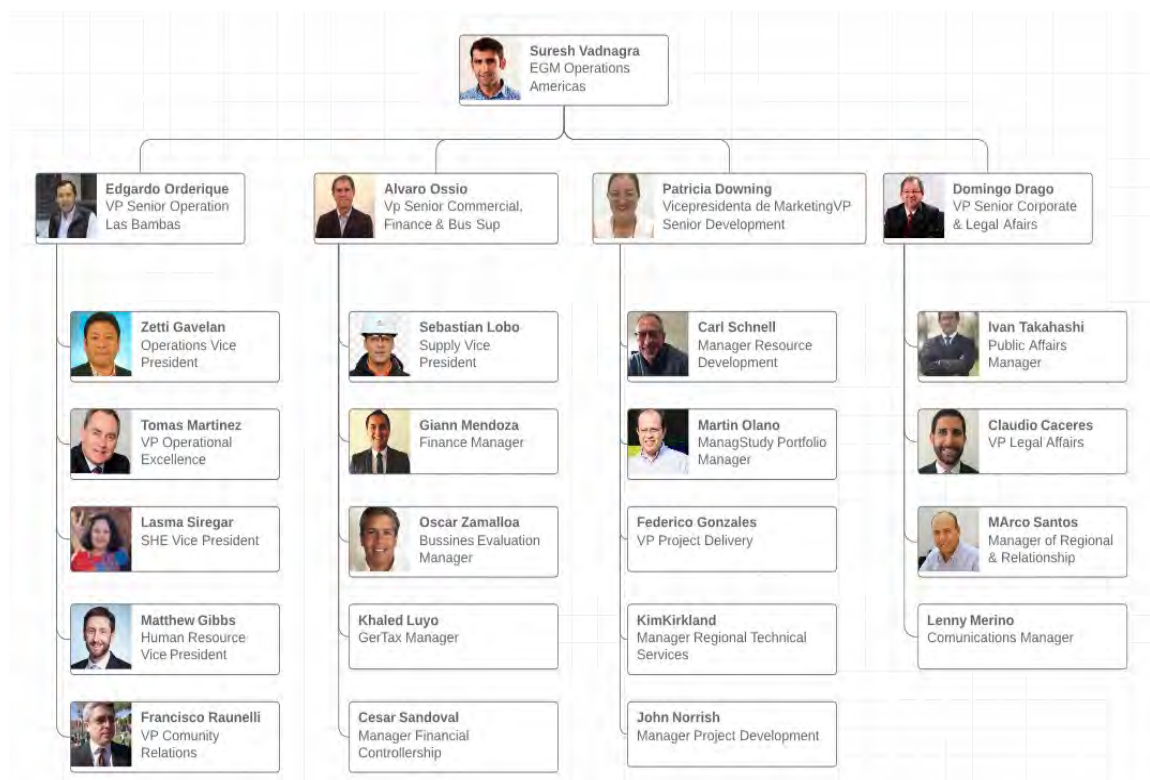 Suresh Vadnagra
EGM Operations
Americas
Edgardo Orderique
VP Senior Operation
Las Bambas
Alvaro Ossio
Vp Senior Commercial,
Finance & Bus Sup
Patricia Downing
Vicepresidenta de MarketingVP
Senior Development
Domingo Drago
VP Senior Corporate
& Legal Afairs
Zetti Gavelan
Operations Vice
President
Tomas Martinez
VP Operational
Excellence
Lasma Siregar
SHE Vice President
Matthew Gibbs
Human Resource
Vice President
Francisco Raunelli
VP Comunity
Relations
Sebastian Lobo
Supply Vice
President
Giann Mendoza
Finance Manager
Oscar Zamalloa
Bussines Evaluation
Manager
Khaled Luyo
GerTax Manager
Cesar Sandoval
Manager Financial
Controllership
Carl Schnell
Manager Resource
Development
Martin Olano
ManagStudy Portfolio
Manager
Federico Gonzales
VP Project Delivery
KimKirkland
Manager Regional Technical
Services
John Norrish
Manager Project Development
Ivan Takahashi
Public Affairs
Manager
Claudio Caceres
VP Legal Affairs
MArco Santos
Manager of Regional
& Relationship
Lenny Merino
Comunications Manager